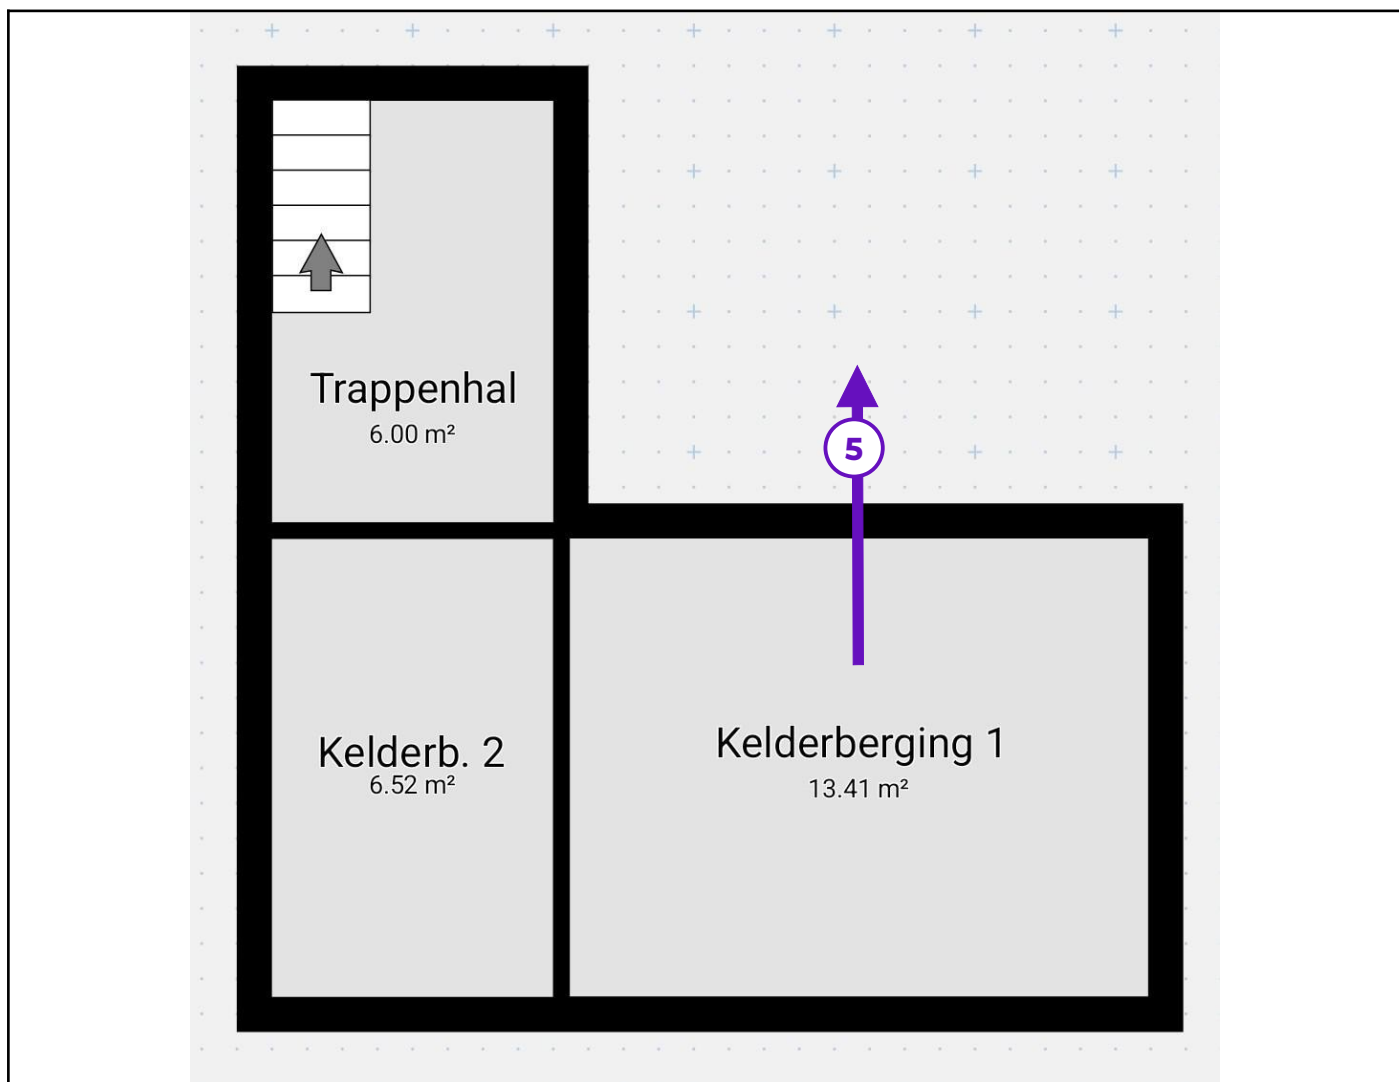 Trappenhal
6.00 m²
5
Kelderb. 2
6.52 m²
Kelderberging 1
13.41 m²